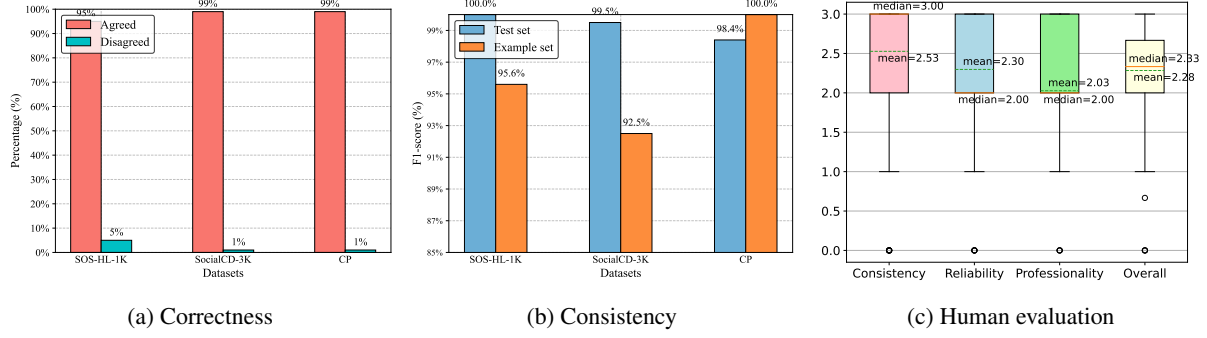 100%
90%
80%
70%
60%
50%
40%
30%
20%
10%
0%
Percentage (%)
95%
99%
99%
Agreed
Disagreed
5%
1%
1%
SOS-HL-1K
SocialCD-3K
CP
Datasets
(a) Correctness
99%
97%
95%
93%
91%
89%
87%
85%
F1-score (%)
100.0%
99.5%
98.4%
100.0%
Test set
Example set
95.6%
92.5%
SOS-HL-1K
SocialCD-3K
CP
Datasets
(b) Consistency
3.0
2.5
2.0
1.5
1.0
0.5
0.0
median=3.00
mean=2.53
mean=2.30
median=2.00
mean=2.03
median=2.00
median=2.33
mean=2.28
Consistency
Reliability
Professionality
Overall
(c) Human evaluation